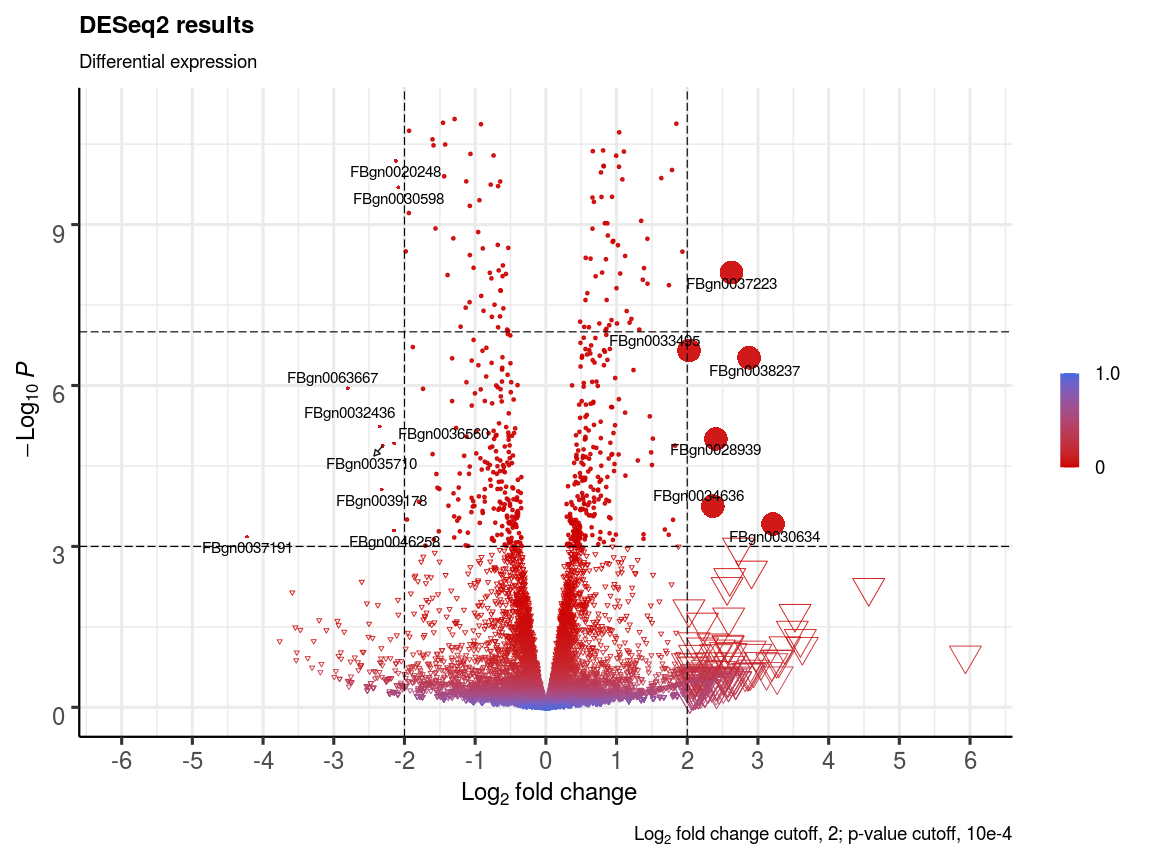 DESeq2 results
Differential expression
−Log₁₀ P
9
6
3
0
FBgn0020248
FBgn0030598
FBgn0037223
FBgn0033495
FBgn0038237
FBgn0063667
FBgn0032436
FBgn0036560
FBgn0028939
FBgn0035710
FBgn0039178
FBgn0024636
FBgn0030634
FBgn0046258
FBgn0037191
1.0
0
-6 -5 -4 -3 -2 -1 0 1 2 3 4 5 6
Log₂ fold change
Log₂ fold change cutoff, 2; p-value cutoff, 10e-4